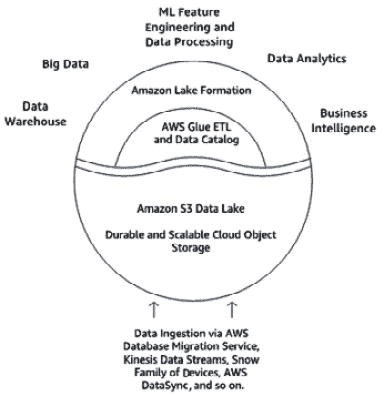 ML Feature
Engineering and
Data Processing
Big Data
Data Analytics
Data
Warehouse
Business
Intelligence
Amazon Lake Formation
AWS Glue ETL
and Data Catalog
Amazon S3 Data Lake
Durable and Scalable Cloud Object
Storage
Data Ingestion via AWS
Database Migration Service,
Kinesis Data Streams, Snow
Family of Devices, AWS
DataSync, and so on.